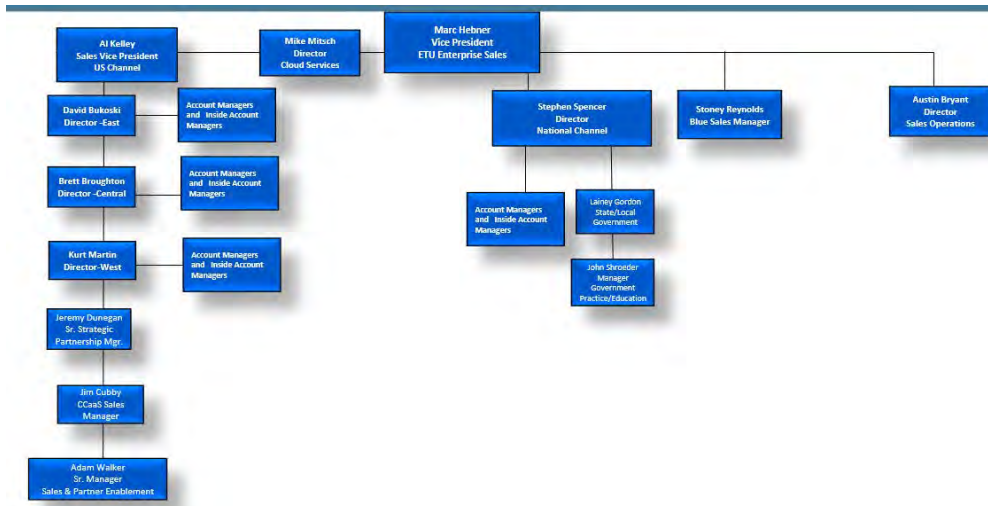 Marc Hebner
Vice President
ETU Enterprise Sales
Al Kelley
Sales Vice President
US Channel
Mike Mitsch
Director
Cloud Services
David Bukoski
Director -East
Account Managers
and Inside Account
Managers
Stephen Spencer
Director
National Channel
Stoney Reynolds
Blue Sales Manager
Austin Bryant
Director
Sales Operations
Brett Broughton
Director -Central
Account Managers
and Inside Account
Managers
Account Managers
and Inside Account
Managers
Lainey Gordon
State/Local
Government
Kurt Martin
Director-West
Account Managers
and Inside Account
Managers
John Shroeder
Manager
Government
Practice/Education
Jeremy Dunegan
Sr. Strategic
Partnership Mgr.
Jim Cubby
CCaaS Sales
Manager
Adam Walker
Sr. Manager
Sales & Partner Enablement